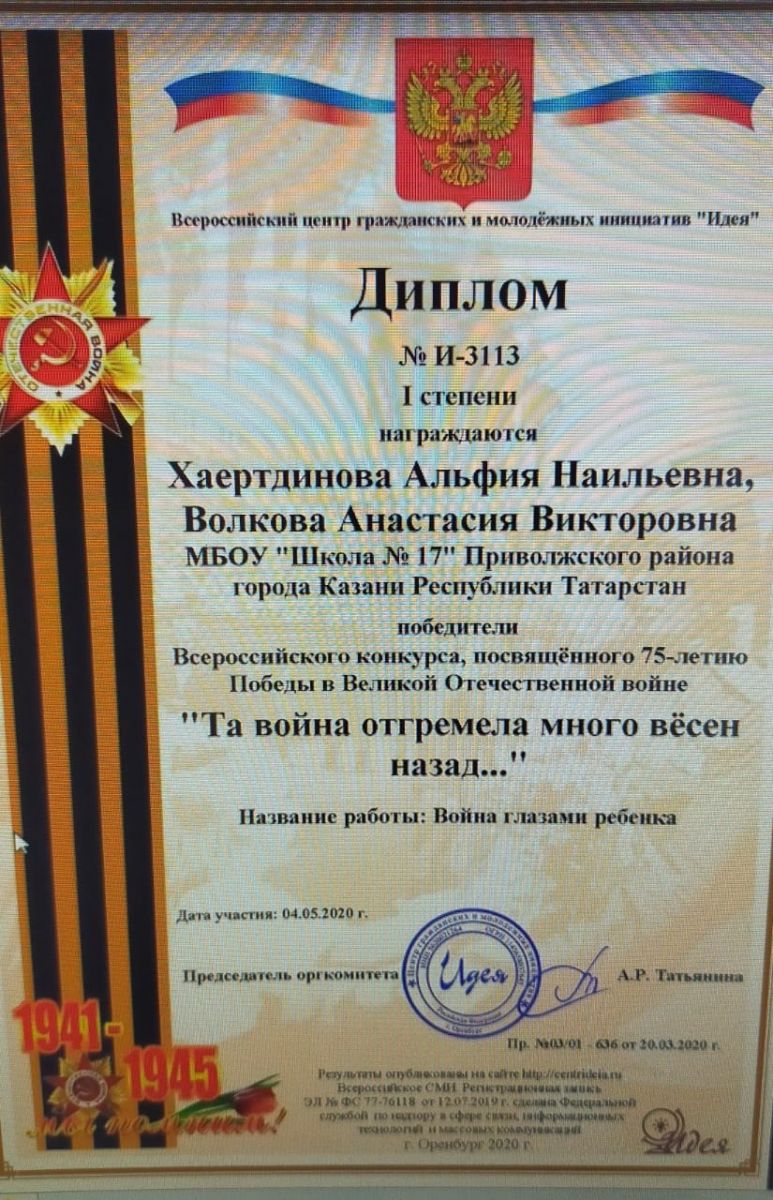 Всероссийский центр гражданских и молодёжных инициатив "Идея"
Диплом
№ И-3113
I степени
награждаются
Хаертдинова Альфия Наильевна,
Волкова Анастасия Викторовна
МБОУ "Школа № 17" Приволжского района
города Казани Республики Татарстан
победители
Всероссийского конкурса, посвящённого 75-летию
Победы в Великой Отечественной войне
"Та война отгремела много вёсен
назад..."
Название работы: Война глазами ребенка
Дата участия: 04.05.2020 г.
Председатель оргкомитета
Идея
А.Р. Татьянина
Пр. №03/01 - 636 от 20.03.2020 г.
Результаты опубликованы на сайте http://centrideia.ru
Всероссийское СМИ. Регистрационная запись
ЭЛ № ФС 77-76118 от 12.07.2019 г. сделана Федеральной
службой по надзору в сфере связи, информационных
технологий и массовых коммуникаций
г. Оренбург 2020 г.
ОТЕЧЕСТВЕННАЯ ВОЙНА
1941-
1945
мы помним!
Идея